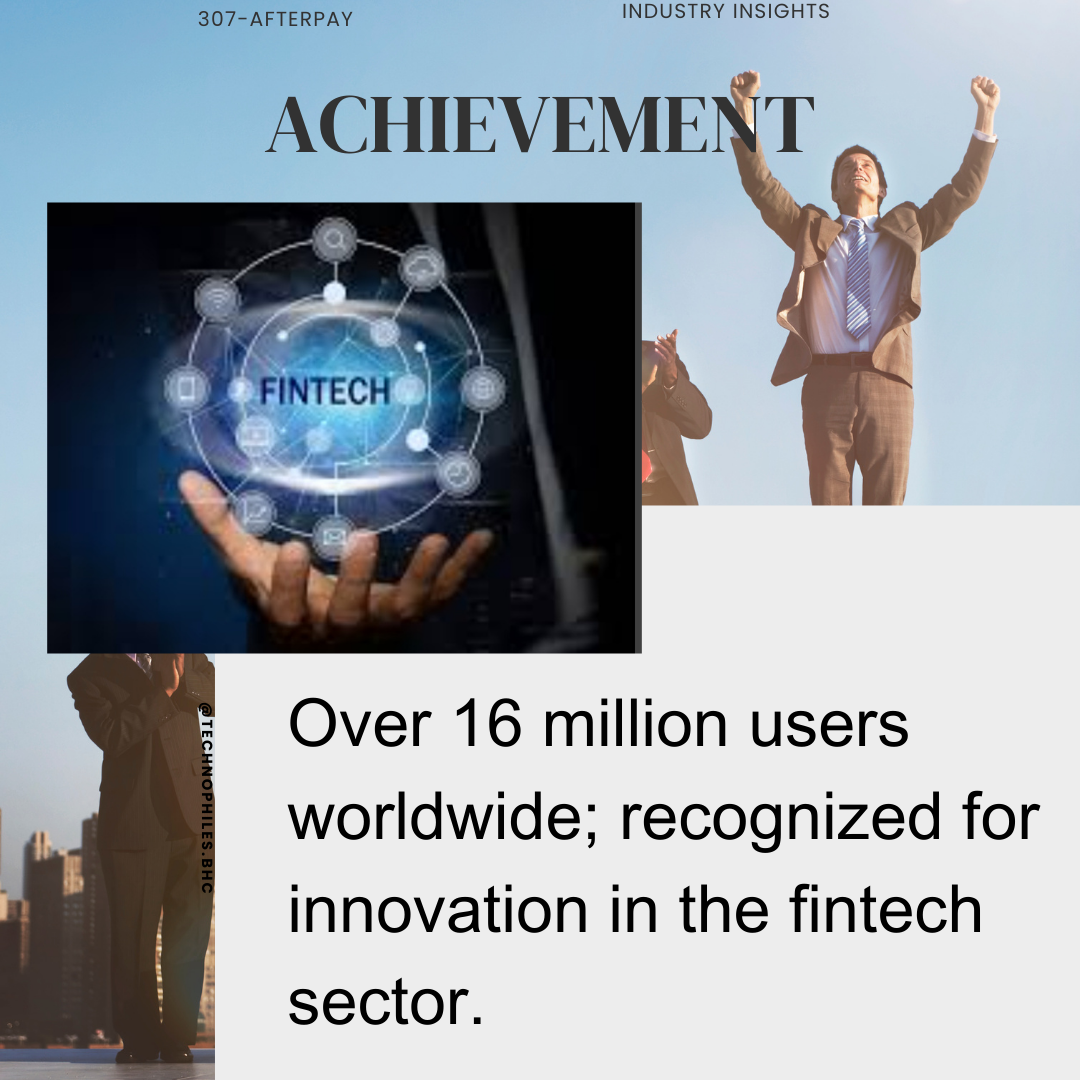 307-AFTERPAY
INDUSTRY INSIGHTS
ACHIEVEMENT
FINTECH
@TECHNOPHILES.BHC
Over 16 million users
worldwide; recognized for
innovation in the fintech
sector.